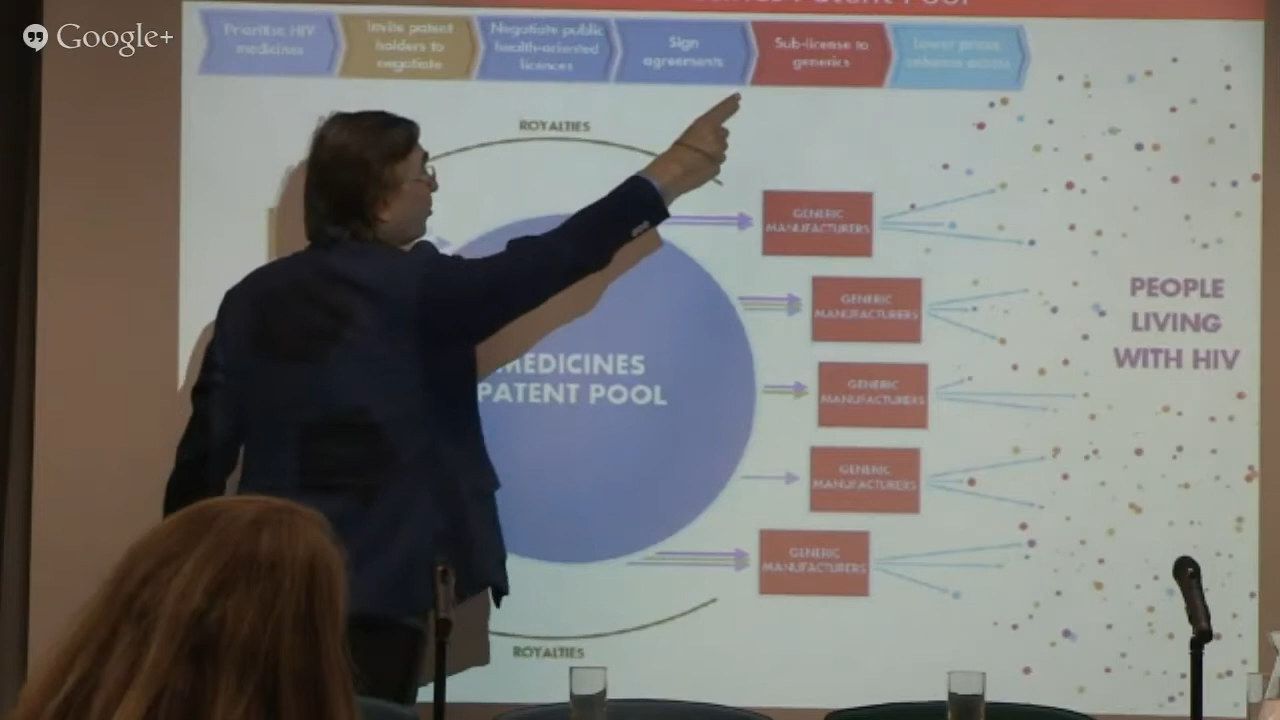 Patent Pool
Google+
Prioritise HIV
medicines
Invite patent
holders to
negotiate
Negotiate public
health-oriented
licences
Sign
agreements
Sub-license to
generics
Lower prices,
enhance access
ROYALTIES
GENERIC
MANUFACTURERS
GENERIC
MANUFACTURERS
PEOPLE
LIVING
WITH HIV
MEDICINES
PATENT POOL
GENERIC
MANUFACTURERS
GENERIC
MANUFACTURERS
GENERIC
MANUFACTURERS
ROYALTIES